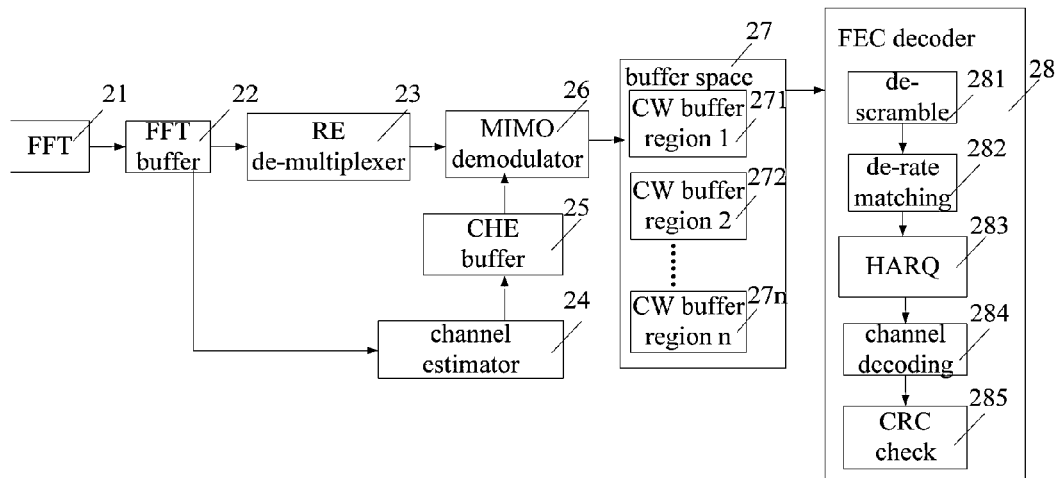 FFT
21
FFT
buffer
22
RE
de-multiplexer
23
MIMO
demodulator
26
CHE
buffer
25
channel
estimator
24
27
buffer space
CW buffer
region 1
271
CW buffer
region 2
272
CW buffer
region n
27n
FEC decoder
28
de-
scramble
281
de-rate
matching
282
HARQ
283
channel
decoding
284
CRC
check
285